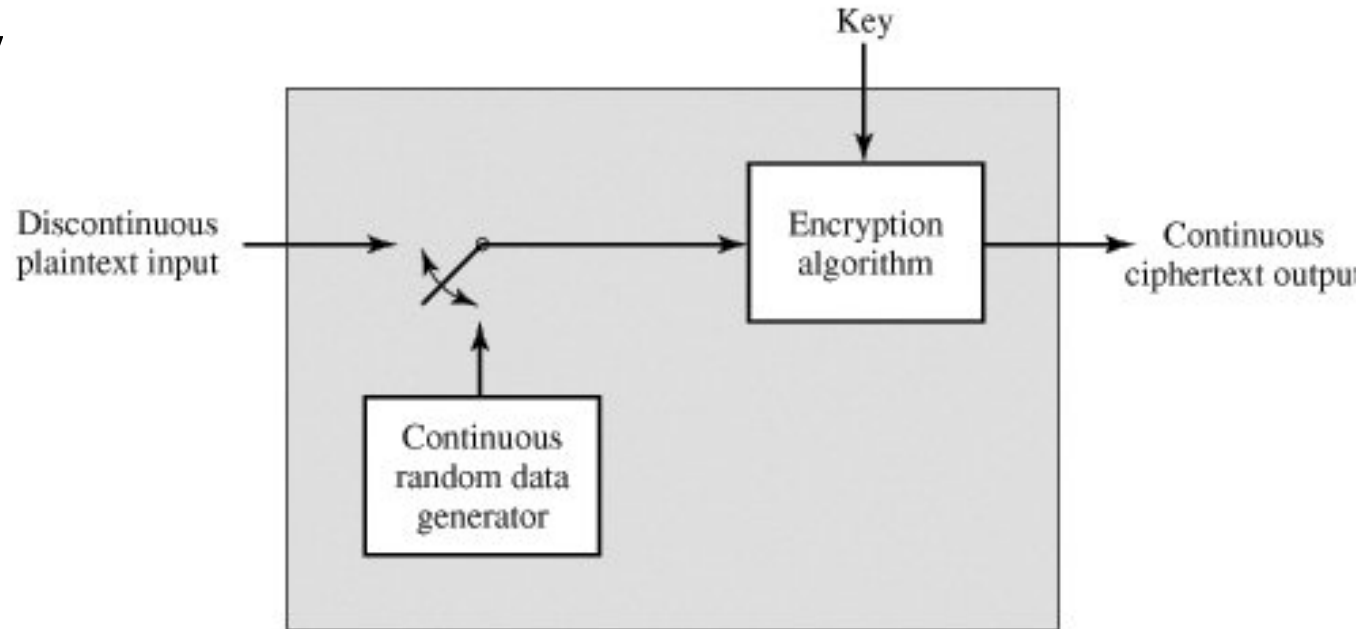 Key
Discontinuous
plaintext input
Encryption
algorithm
Continuous
ciphertext output
Continuous
random data
generator